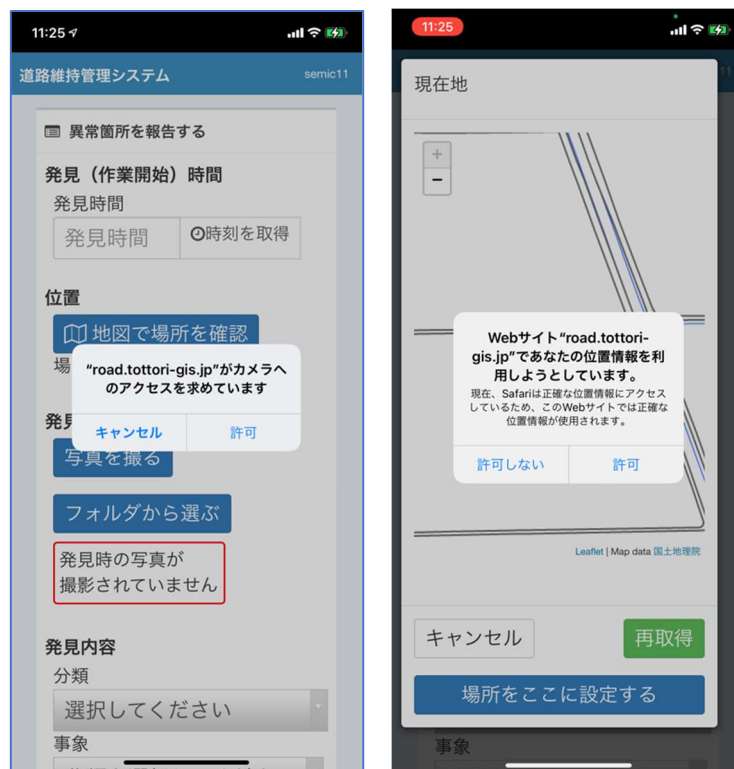 11:25
道路維持管理システム
semic11
異常箇所を報告する
発見（作業開始）時間
発見時間
発見時間
時刻を取得
位置
地図で場所を確認
場
"road.tottori-gis.jp"がカメラへ
のアクセスを求めています
キャンセル
許可
発見
写真を撮る
フォルダから選ぶ
発見時の写真が
撮影されていません
発見内容
分類
選択してください
事象
11:25
現在地
+
−
Webサイト"road.tottori-
gis.jp"であなたの位置情報を利
用しようとしています。
現在、Safariは正確な位置情報にアクセス
しているため、このWebサイトでは正確な
位置情報が使用されます。
許可しない
許可
Leaflet | Map data 国土地理院
キャンセル
再取得
場所をここに設定する
事象